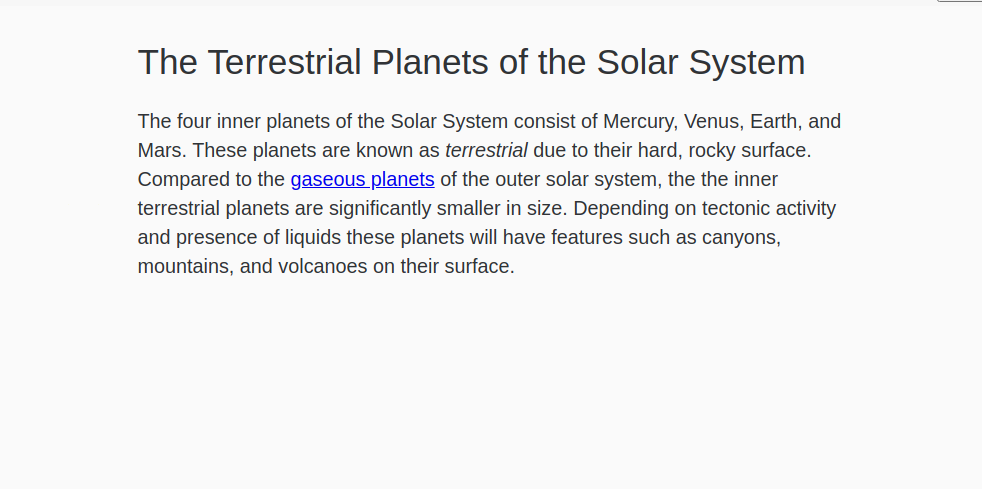 The Terrestrial Planets of the Solar System
The four inner planets of the Solar System consist of Mercury, Venus, Earth, and
Mars. These planets are known as terrestrial due to their hard, rocky surface.
Compared to the gaseous planets of the outer solar system, the the inner
terrestrial planets are significantly smaller in size. Depending on tectonic activity
and presence of liquids these planets will have features such as canyons,
mountains, and volcanoes on their surface.